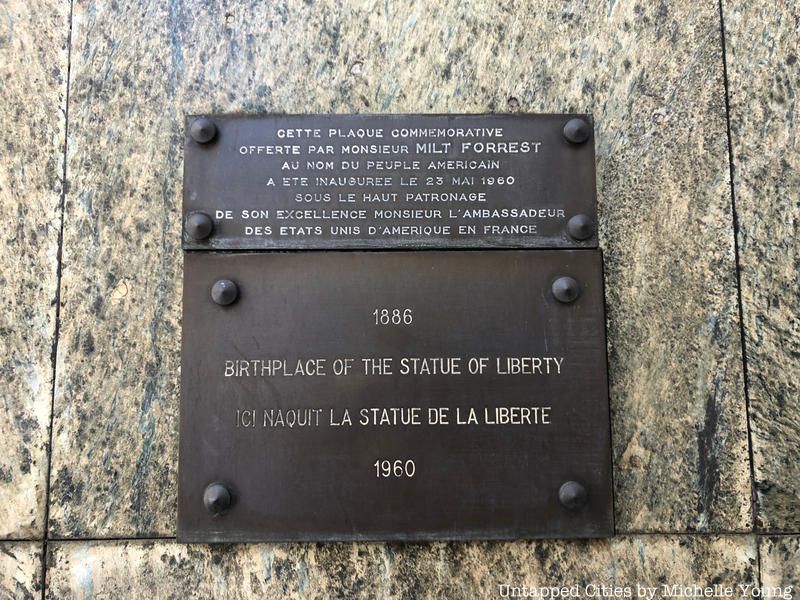 CETTE PLAQUE COMMEMORATIVE
OFFERTE PAR MONSIEUR MILT FORREST
AU NOM DU PEUPLE AMERICAIN
A ETE INAUGUREE LE 23 MAI 1960
SOUS LE HAUT PATRONAGE
DE SON EXCELLENCE MONSIEUR L'AMBASSADEUR
DES ETATS UNIS D'AMERIQUE EN FRANCE
1886
BIRTHPLACE OF THE STATUE OF LIBERTY
ICI NAQUIT LA STATUE DE LA LIBERTE
1960
Untapped Cities by Michelle Young